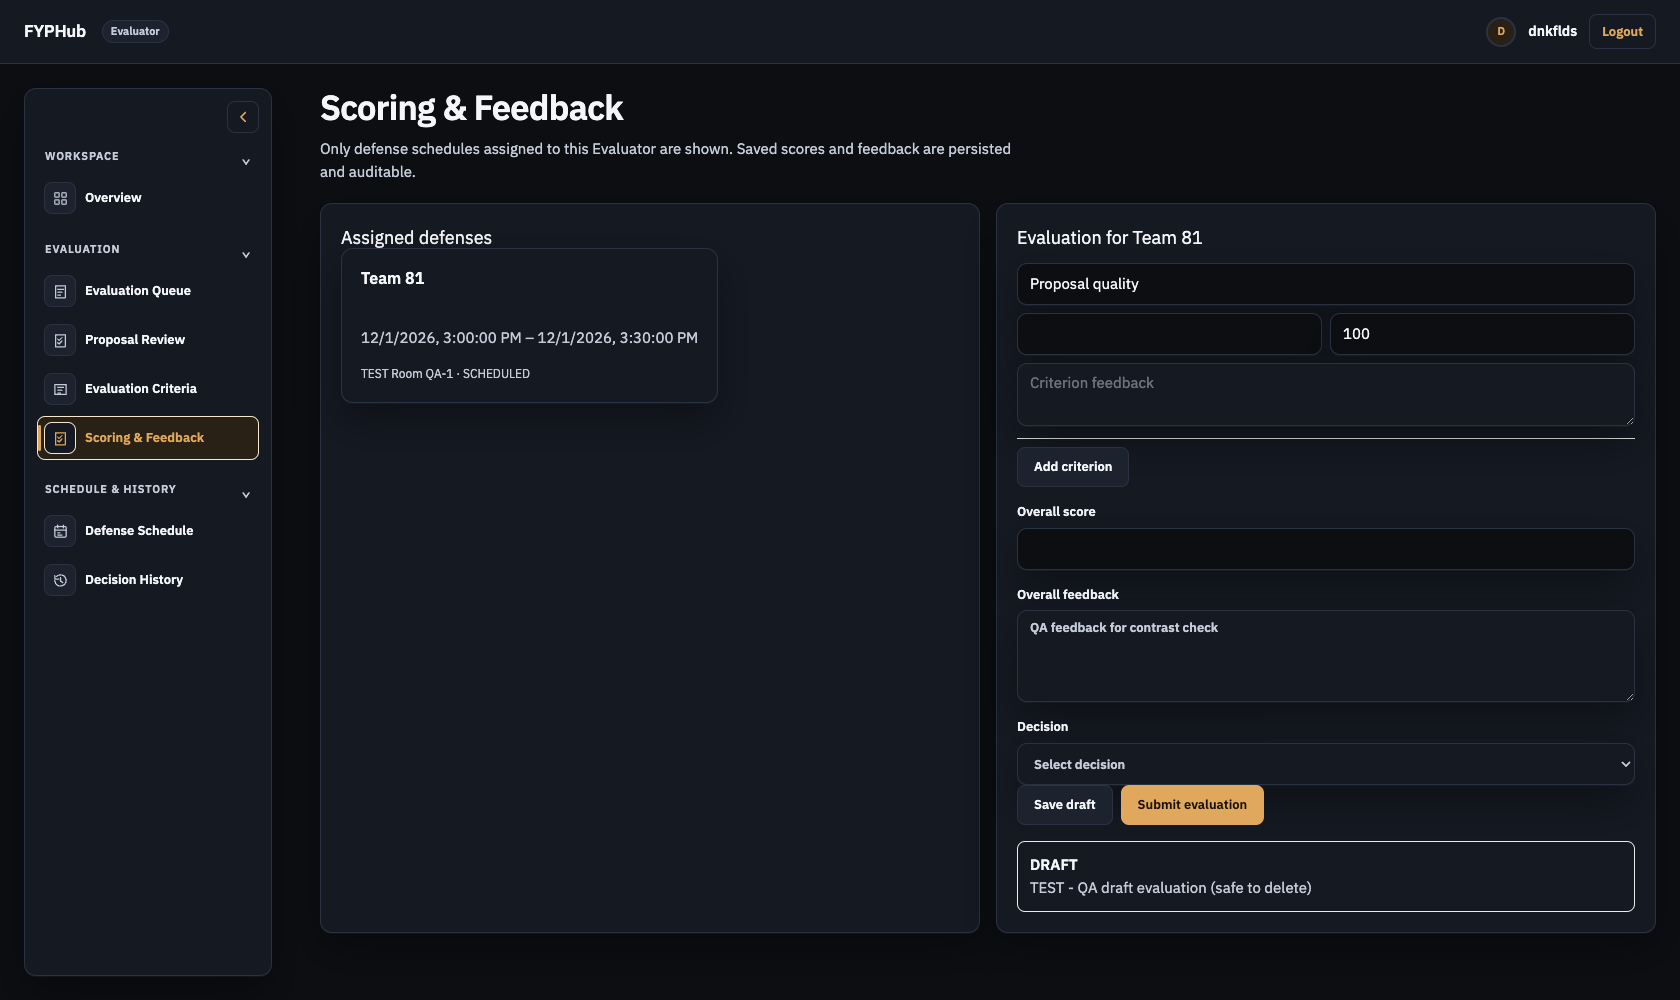 FYPHub
Evaluator
D
dnkflds
Logout
WORKSPACE
Overview
EVALUATION
Evaluation Queue
Proposal Review
Evaluation Criteria
Scoring & Feedback
SCHEDULE & HISTORY
Defense Schedule
Decision History
Scoring & Feedback
Only defense schedules assigned to this Evaluator are shown. Saved scores and feedback are persisted
and auditable.
Assigned defenses
Team 81
12/1/2026, 3:00:00 PM – 12/1/2026, 3:30:00 PM
TEST Room QA-1 · SCHEDULED
Evaluation for Team 81
Proposal quality
100
Criterion feedback
Add criterion
Overall score
Overall feedback
QA feedback for contrast check
Decision
Select decision
Save draft
Submit evaluation
DRAFT
TEST - QA draft evaluation (safe to delete)